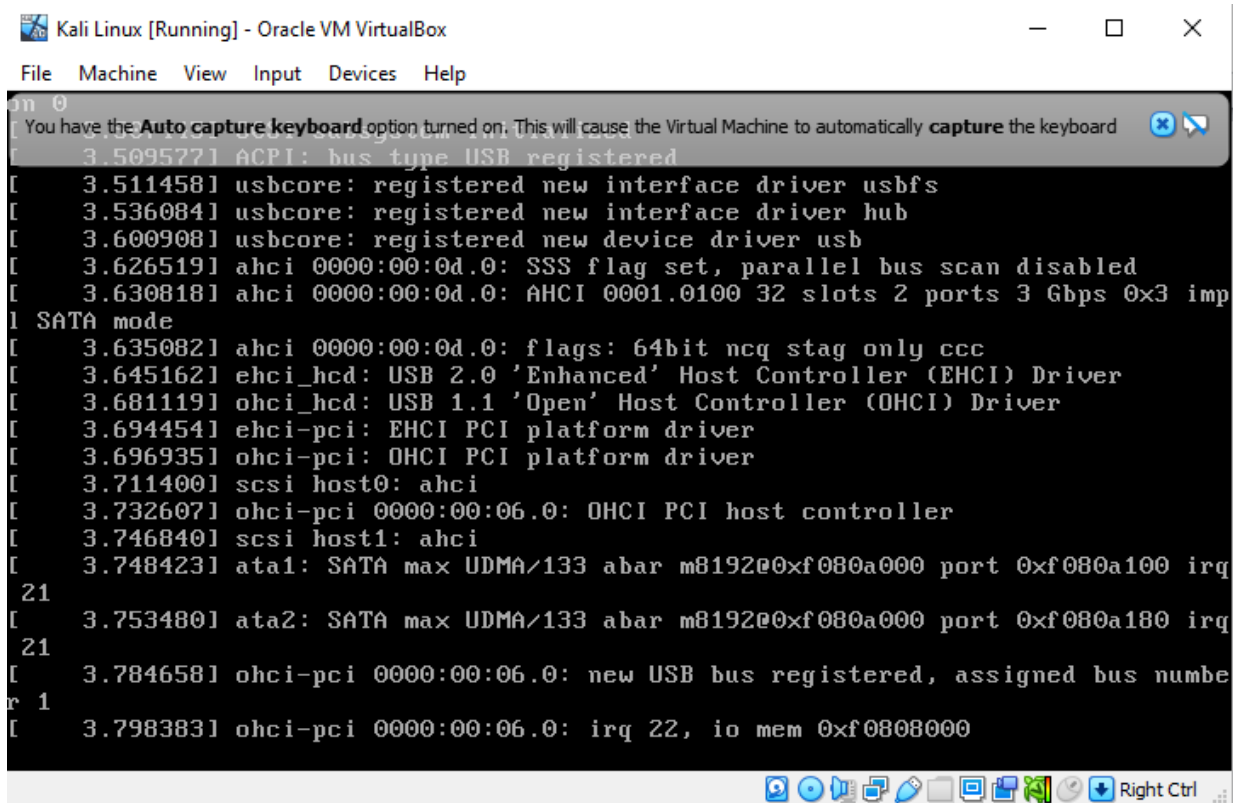 Kali Linux [Running] - Oracle VM VirtualBox
File Machine View Input Devices Help
on 0
You have the Auto capture keyboard option turned on. This will cause the Virtual Machine to automatically capture the keyboard
[    3.509577] ACPI: bus type USB registered
[    3.511458] usbcore: registered new interface driver usbfs
[    3.536084] usbcore: registered new interface driver hub
[    3.600908] usbcore: registered new device driver usb
[    3.626519] ahci 0000:00:0d.0: SSS flag set, parallel bus scan disabled
[    3.630818] ahci 0000:00:0d.0: AHCI 0001.0100 32 slots 2 ports 3 Gbps 0x3 imp
l SATA mode
[    3.635082] ahci 0000:00:0d.0: flags: 64bit ncq stag only ccc
[    3.645162] ehci_hcd: USB 2.0 'Enhanced' Host Controller (EHCI) Driver
[    3.681119] ohci_hcd: USB 1.1 'Open' Host Controller (OHCI) Driver
[    3.694454] ehci-pci: EHCI PCI platform driver
[    3.696935] ohci-pci: OHCI PCI platform driver
[    3.711400] scsi host0: ahci
[    3.732607] ohci-pci 0000:00:06.0: OHCI PCI host controller
[    3.746840] scsi host1: ahci
[    3.748423] ata1: SATA max UDMA/133 abar m8192@0xf080a000 port 0xf080a100 irq
21
[    3.753480] ata2: SATA max UDMA/133 abar m8192@0xf080a000 port 0xf080a180 irq
21
[    3.784658] ohci-pci 0000:00:06.0: new USB bus registered, assigned bus numbe
r 1
[    3.798383] ohci-pci 0000:00:06.0: irq 22, io mem 0xf0808000
Right Ctrl